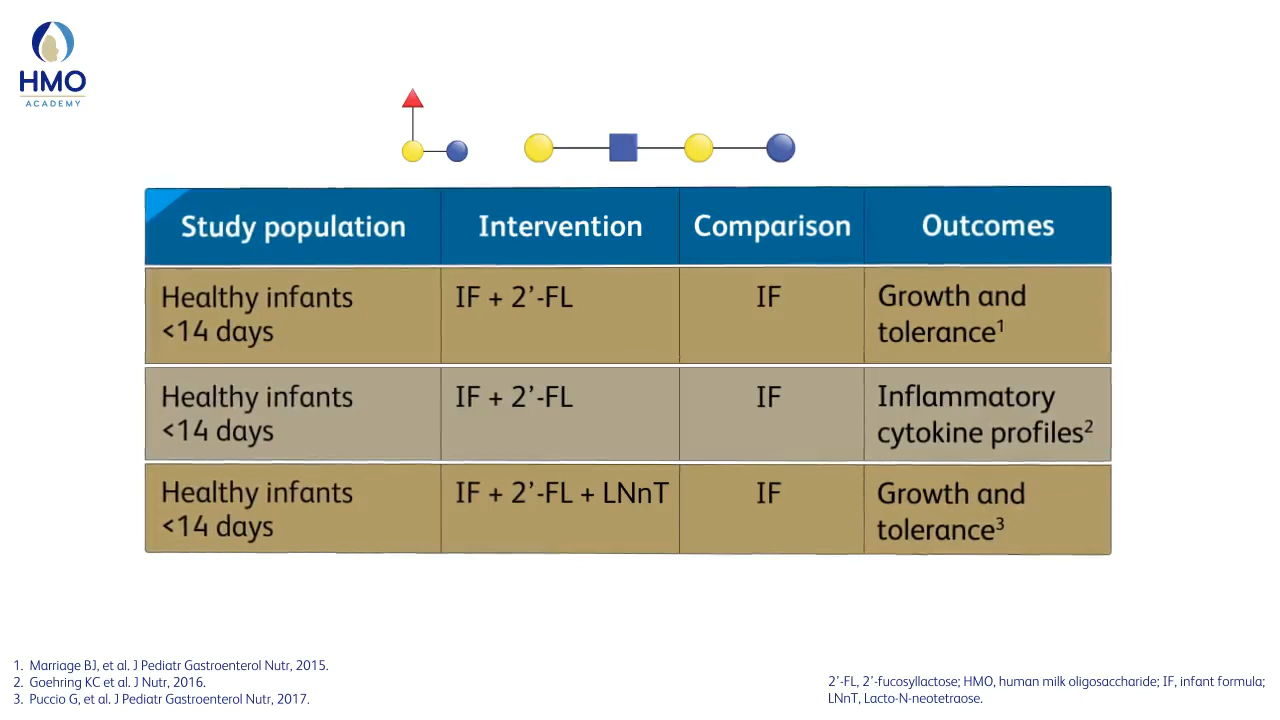 HMO
ACADEMY
Study population Intervention Comparison Outcomes
Healthy infants IF + 2’-FL IF Growth and
<14 days tolerance1
Healthy infants IF + 2’-FL IF Inflammatory
<14 days cytokine profiles2
Healthy infants IF + 2’-FL + LNnT IF Growth and
<14 days tolerance3
1. Marriage BJ, et al. J Pediatr Gastroenterol Nutr, 2015.
2. Goehring KC et al. J Nutr, 2016.
3. Puccio G, et al. J Pediatr Gastroenterol Nutr, 2017.
2’-FL, 2’-fucosyllactose; HMO, human milk oligosaccharide; IF, infant formula;
LNnT, Lacto-N-neotetraose.